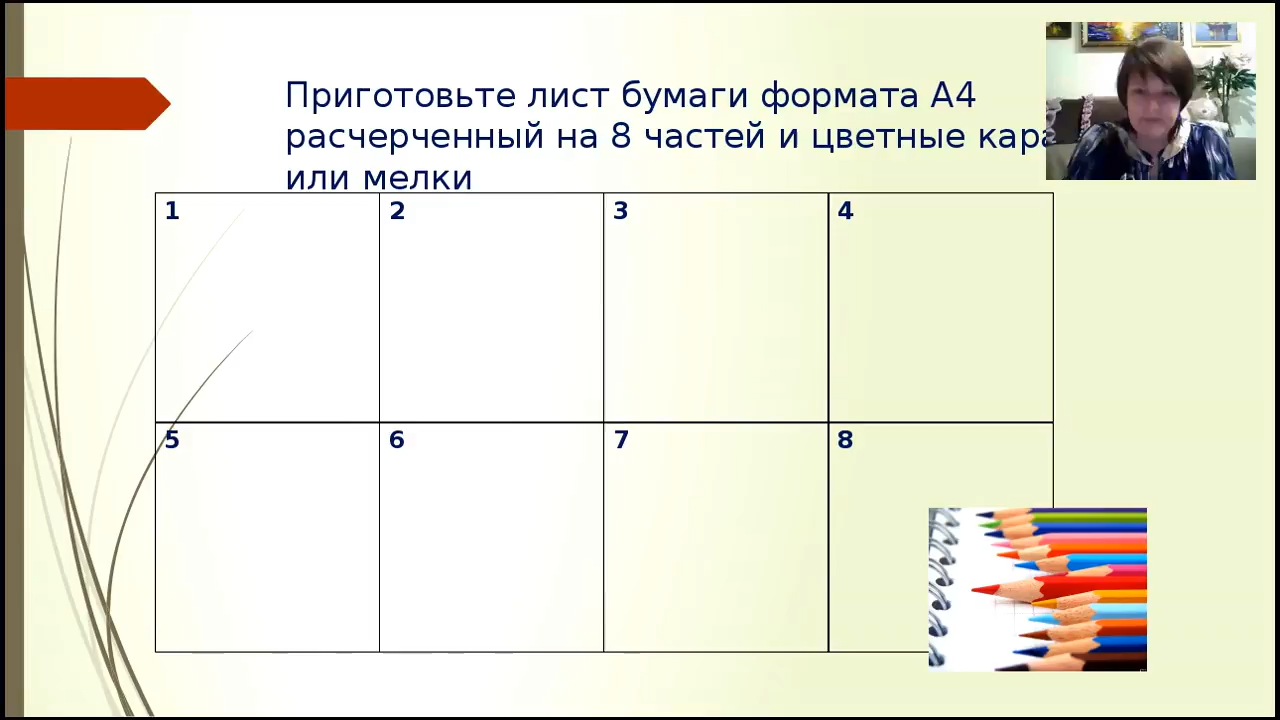 Приготовьте лист бумаги формата А4
расчерченный на 8 частей и цветные
или мелки
1 2 3 4
5 6 7 8